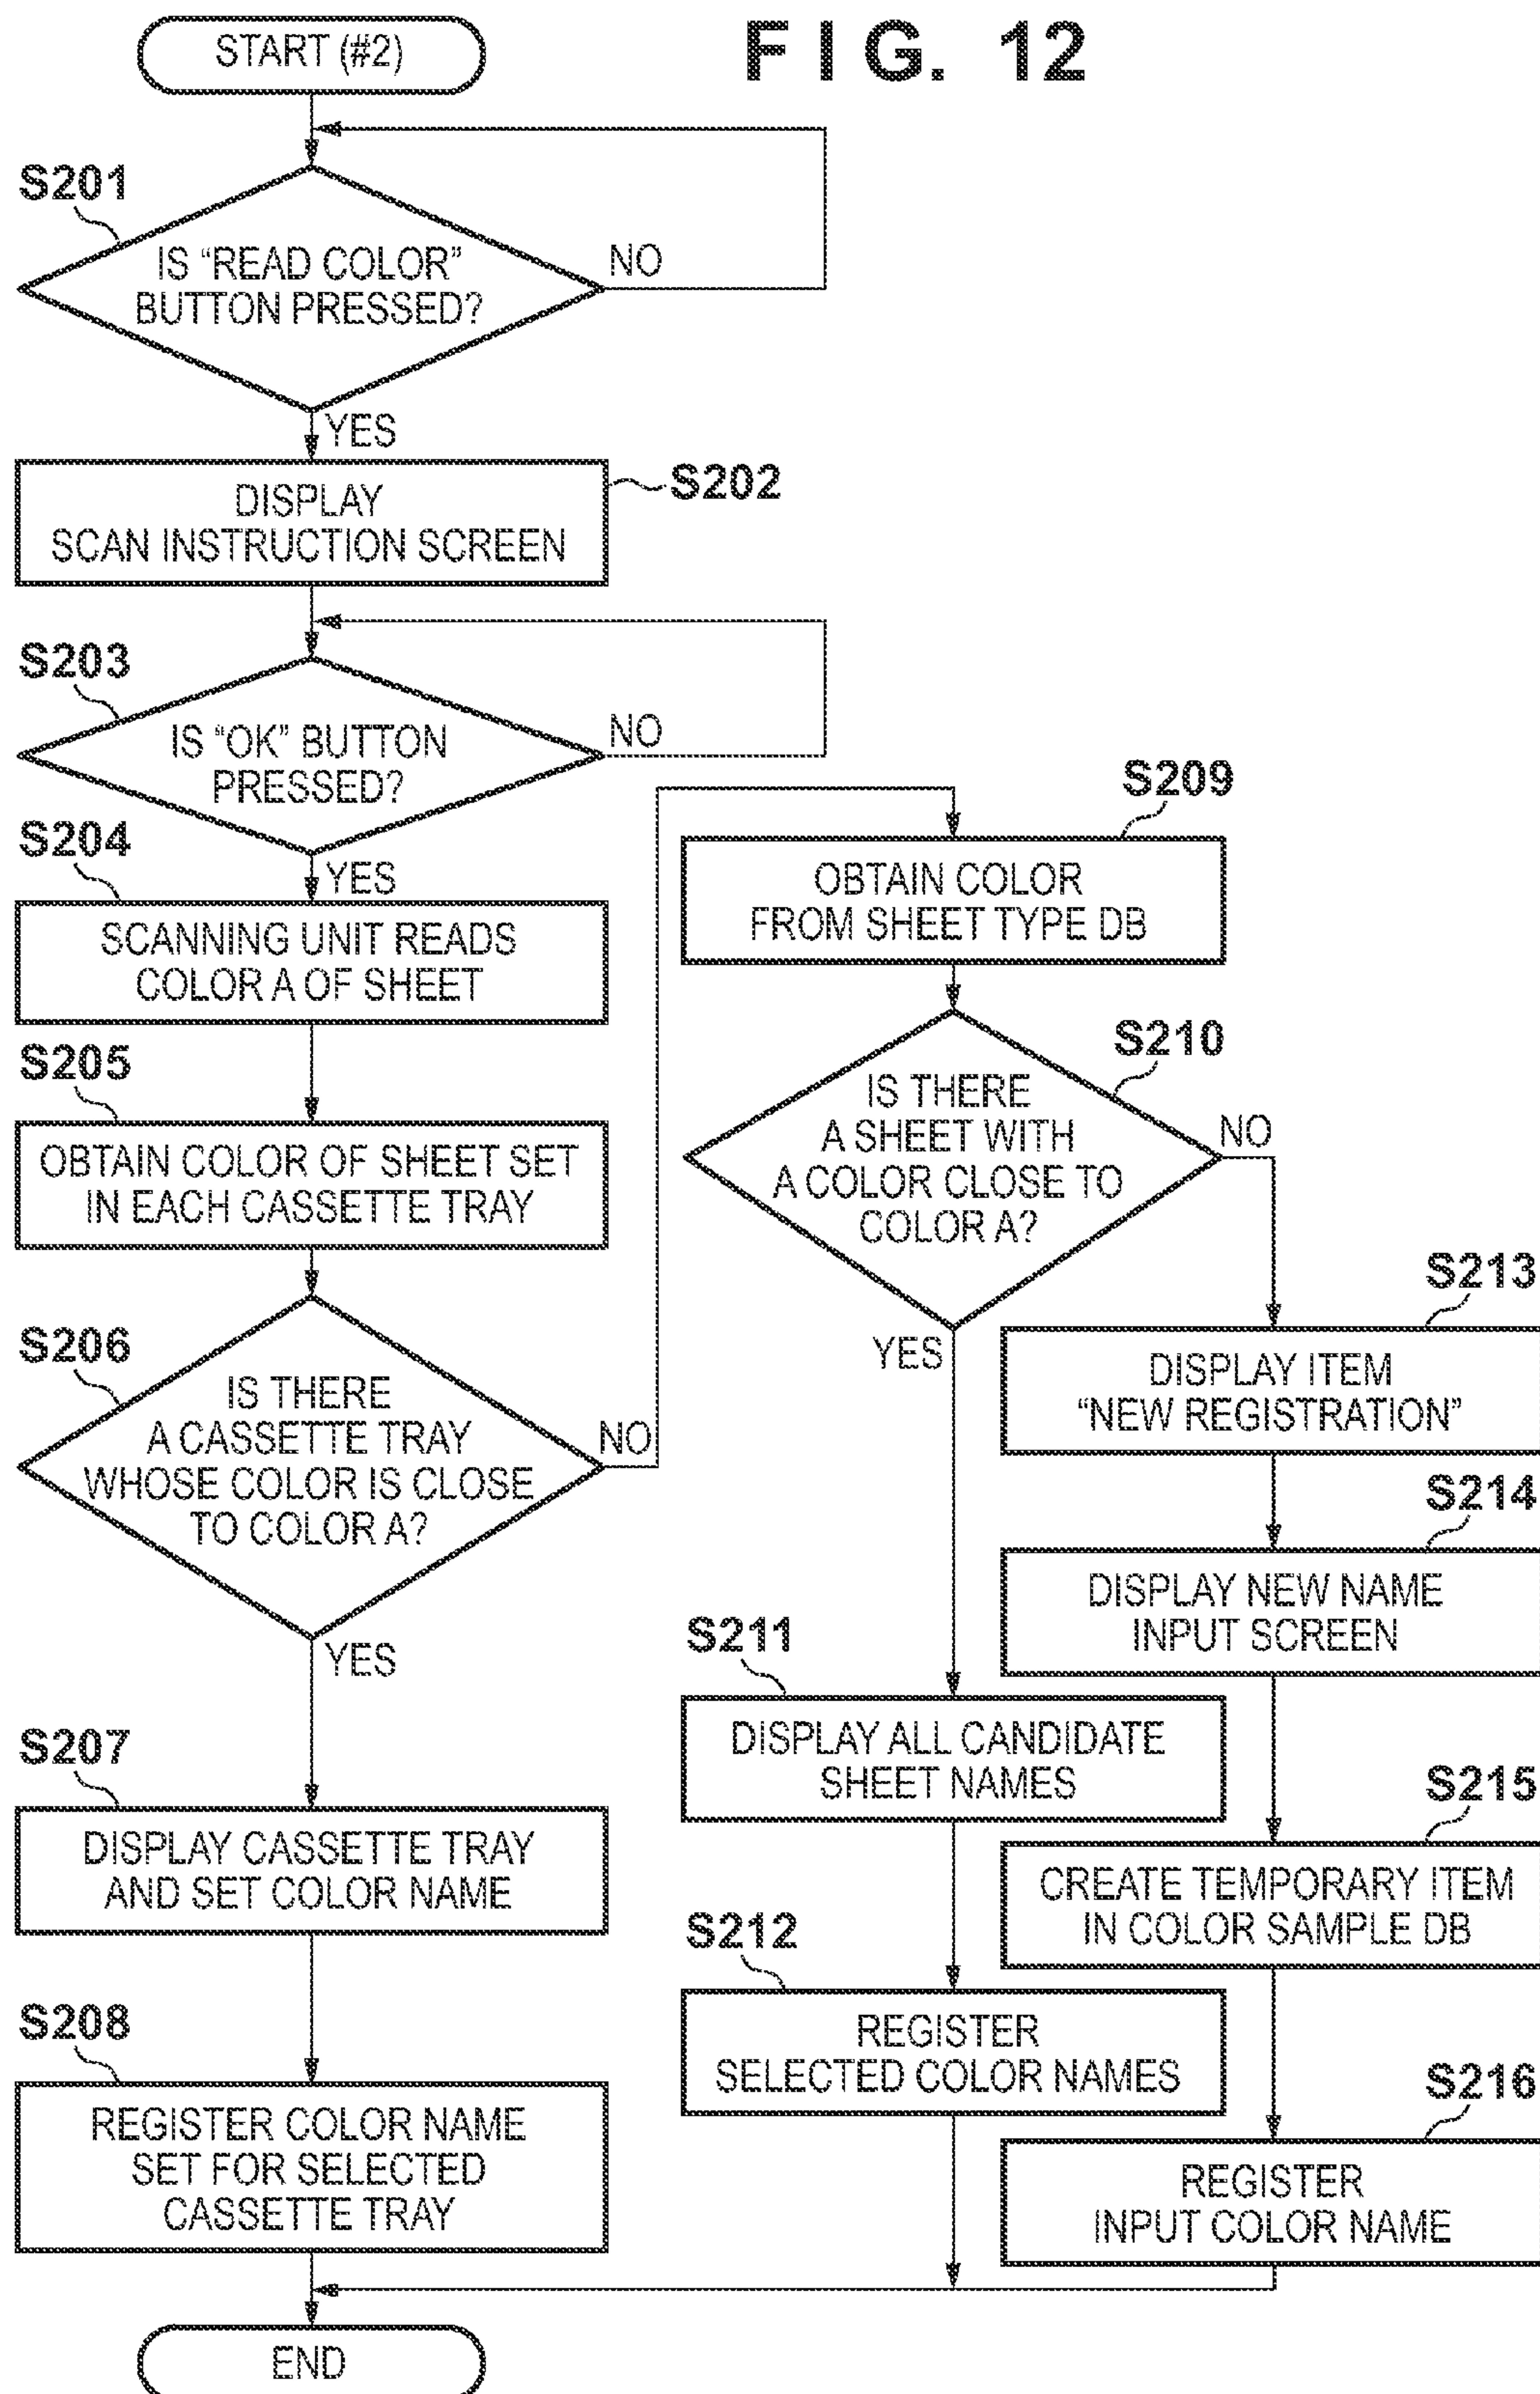 FIG. 12
START (#2)
S201
IS “READ COLOR”
BUTTON PRESSED?
NO
YES
DISPLAY
SCAN INSTRUCTION SCREEN
S202
S203
IS “OK” BUTTON
PRESSED?
NO
YES
S204
SCANNING UNIT READS
COLOR A OF SHEET
S205
OBTAIN COLOR OF SHEET SET
IN EACH CASSETTE TRAY
S206
IS THERE
A CASSETTE TRAY
WHOSE COLOR IS CLOSE
TO COLOR A?
NO
YES
S207
DISPLAY CASSETTE TRAY
AND SET COLOR NAME
S208
REGISTER COLOR NAME
SET FOR SELECTED
CASSETTE TRAY
END
S209
OBTAIN COLOR
FROM SHEET TYPE DB
S210
IS THERE
A SHEET WITH
A COLOR CLOSE TO
COLOR A?
NO
YES
S211
DISPLAY ALL CANDIDATE
SHEET NAMES
S212
REGISTER
SELECTED COLOR NAMES
S213
DISPLAY ITEM
“NEW REGISTRATION”
S214
DISPLAY NEW NAME
INPUT SCREEN
S215
CREATE TEMPORARY ITEM
IN COLOR SAMPLE DB
S216
REGISTER
INPUT COLOR NAME